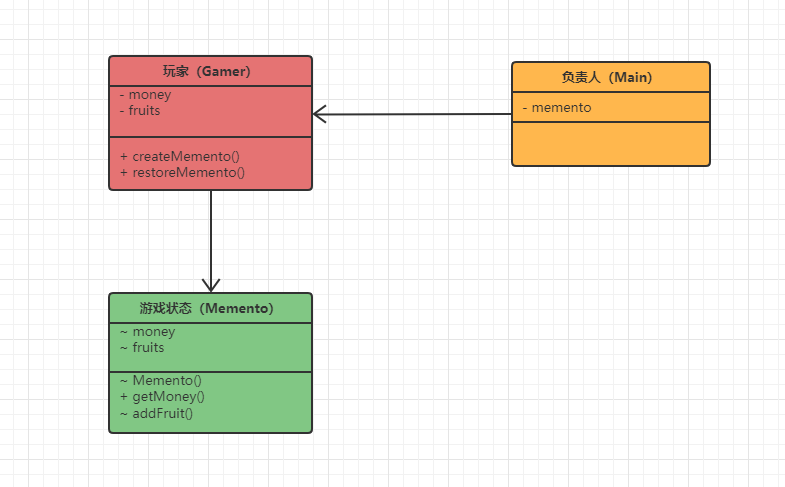 玩家（Gamer）
- money
- fruits
+ createMemento()
+ restoreMemento()
负责人（Main）
- memento
游戏状态（Memento）
~ money
~ fruits
~ Memento()
+ getMoney()
~ addFruit()